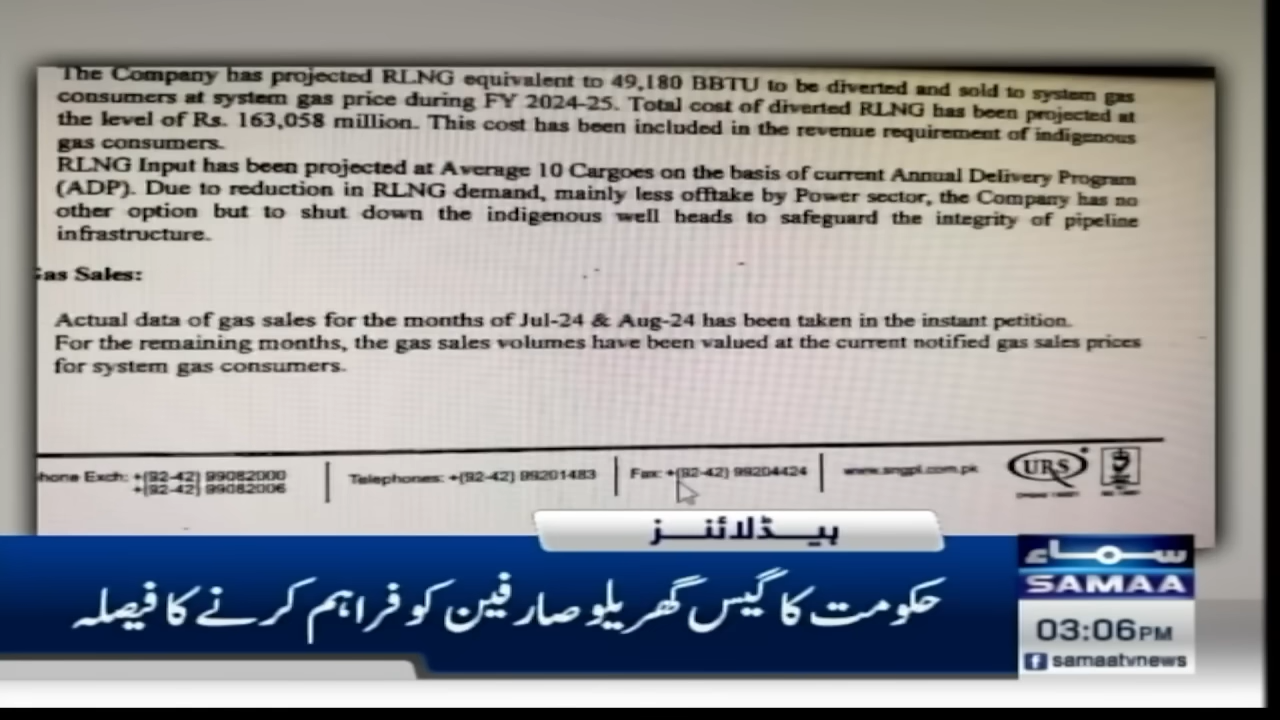 The Company has projected RLNG equivalent to 49,180 BBTU to be diverted and sold to system gas
consumers at system gas price during FY 2024-25. Total cost of diverted RLNG has been projected at
the level of Rs. 163,058 million. This cost has been included in the revenue requirement of indigenous
gas consumers.
RLNG Input has been projected at Average 10 Cargoes on the basis of current Annual Delivery Program
(ADP). Due to reduction in RLNG demand, mainly less offtake by Power sector, the Company has no
other option but to shut down the indigenous well heads to safeguard the integrity of pipeline
infrastructure.
Gas Sales:
Actual data of gas sales for the months of Jul-24 & Aug-24 has been taken in the instant petition.
For the remaining months, the gas sales volumes have been valued at the current notified gas sales prices
for system gas consumers.
hone Exch: +(92-42) 99082000
+(92-42) 99082006
Telephones: +(92-42) 99201483
Fax: +(92-42) 99204424
www.sngpl.com.pk
URS
ہیڈلائنز
حکومت کا گیس گھریلو صارفین کو فراہم کرنے کا فیصلہ
سماء
SAMAA
03:06PM
samaatvnews